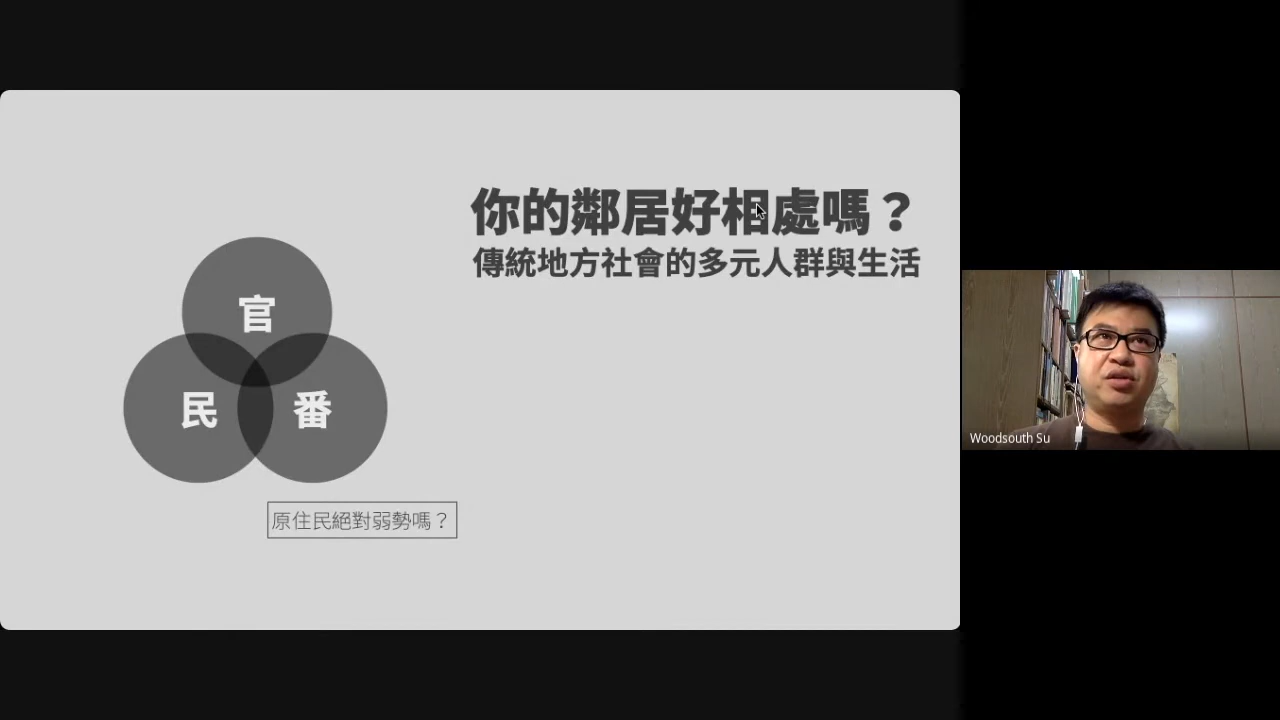 你的鄰居好相處嗎？
傳統地方社會的多元人群與生活
官
民
番
原住民絕對弱勢嗎？
Woodsouth Su